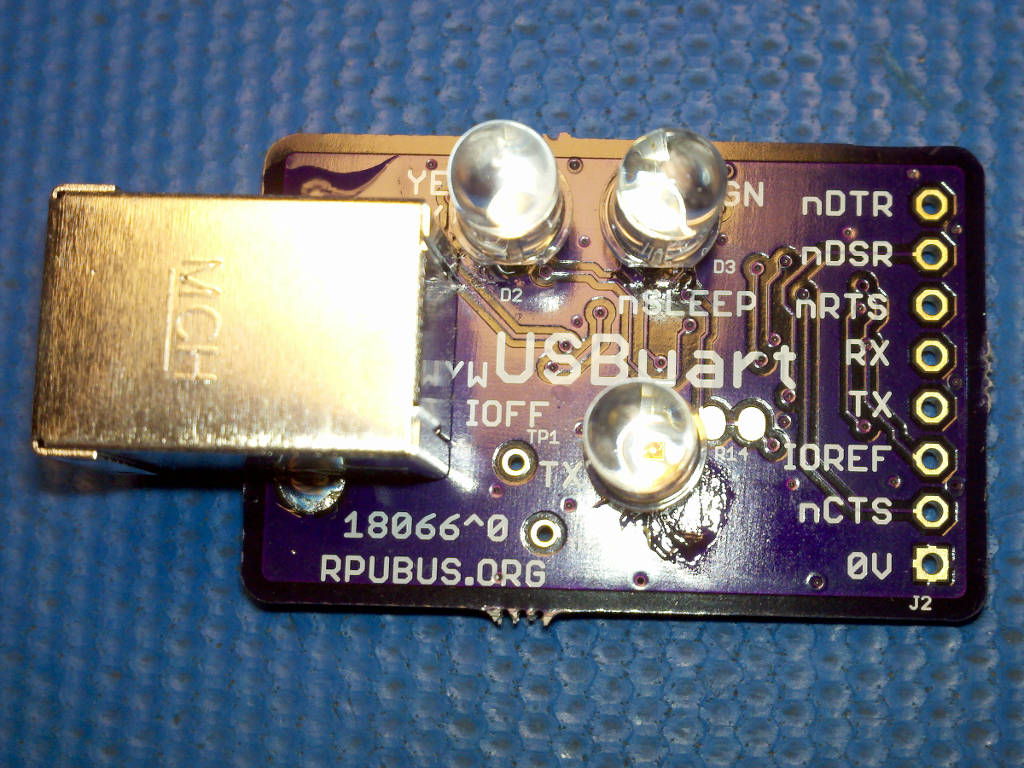 GN
nDTR
nDSR
D3
D2
nSLEEP
nRTS
USBuart
RX
IOFF
TX
TP1
R14
IOREF
TX
nCTS
18066^0
RPUBUS.ORG
0V
J2
MCH